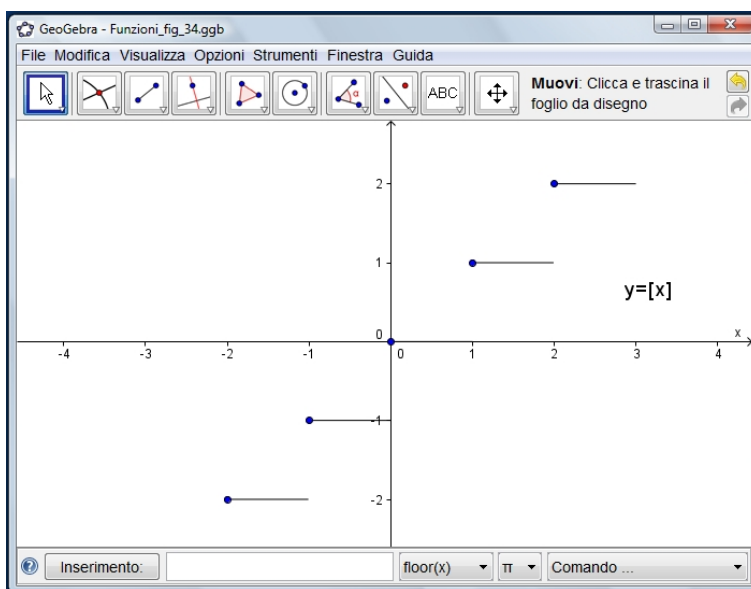 GeoGebra - Funzioni_fig_34.ggb
File Modifica Visualizza Opzioni Strumenti Finestra Guida
ABC
α
Muovi: Clicca e trascina il
foglio da disegno
2
1
y=[x]
0
x
-4 -3 -2 -1 0 1 2 3 4
-1
-2
Inserimento: floor(x) π Comando ...